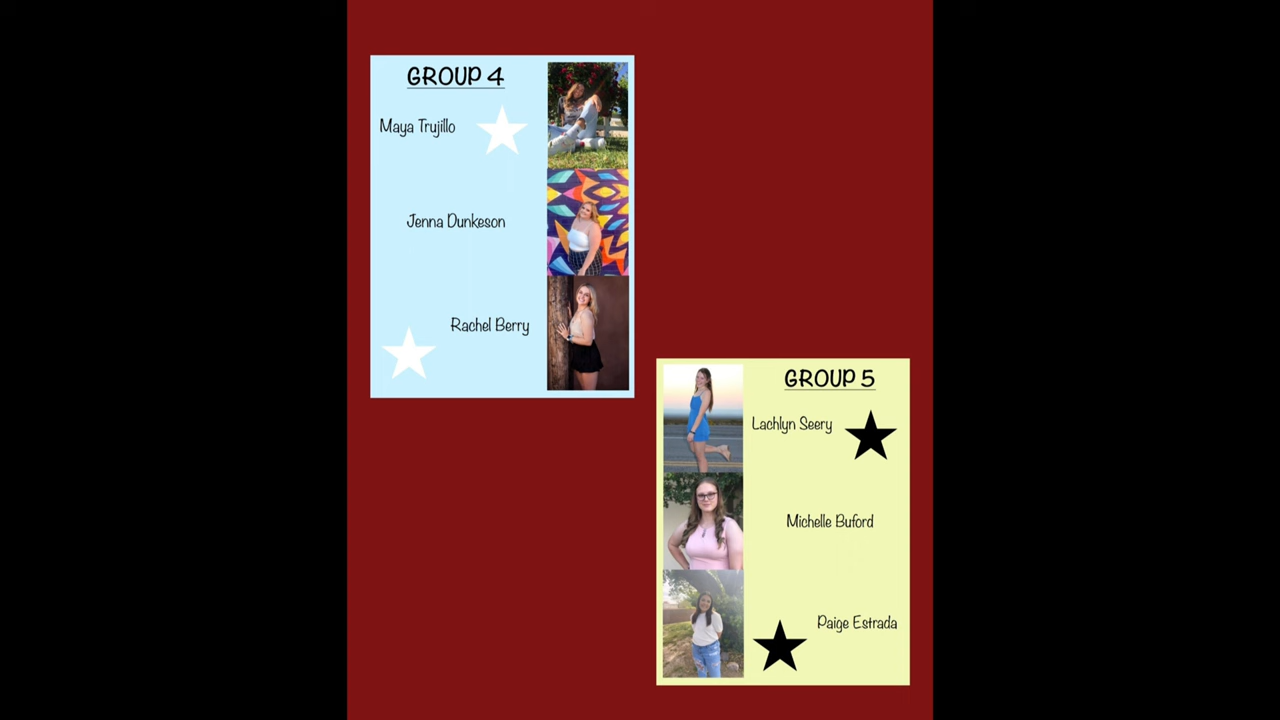 GROUP 4
Maya Trujillo
Jenna Dunkeson
Rachel Berry
GROUP 5
Lachlyn Seery
Michelle Buford
Paige Estrada